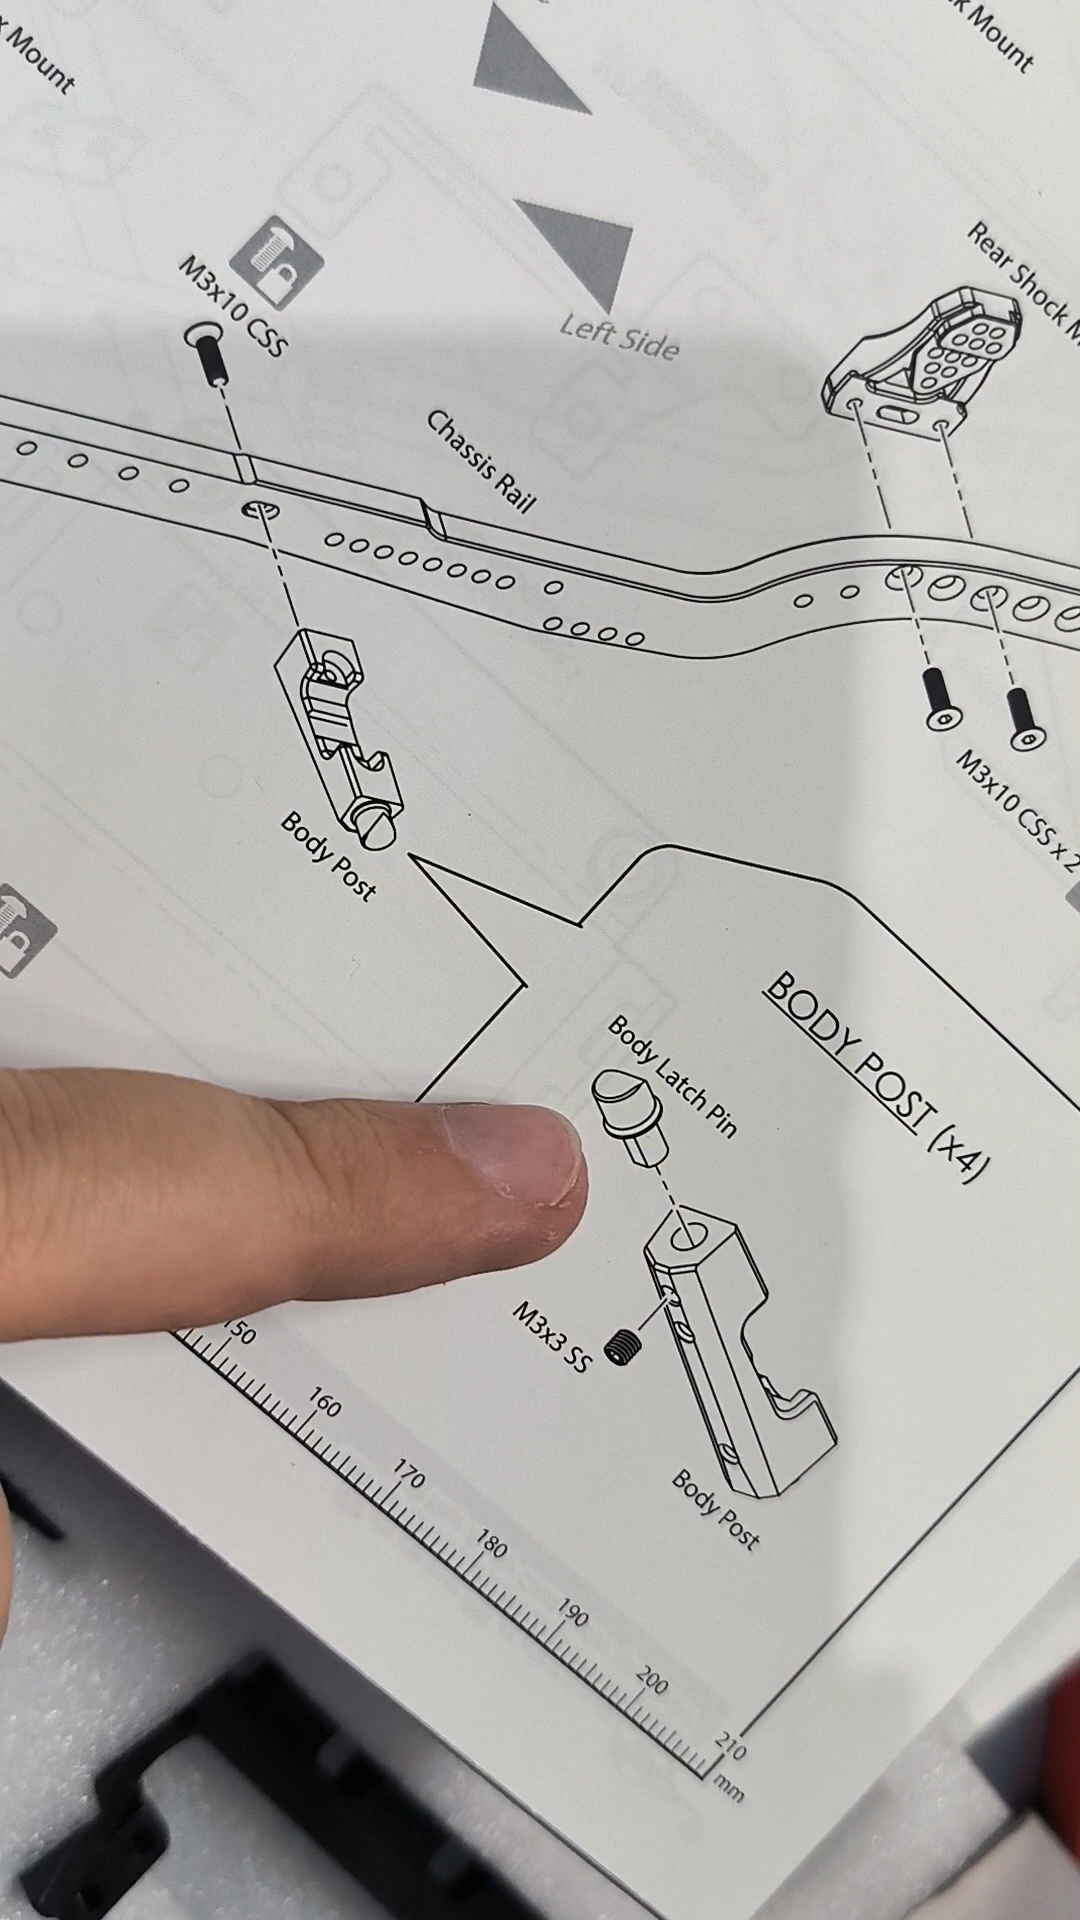 Mount
Mount
M3x10 CSS
Left Side
Rear Shock
Chassis Rail
M3x10 CSS x 2
Body Post
BODY POST (x4)
Body Latch Pin
M3x3 SS
Body Post
150
160
170
180
190
200
210
mm